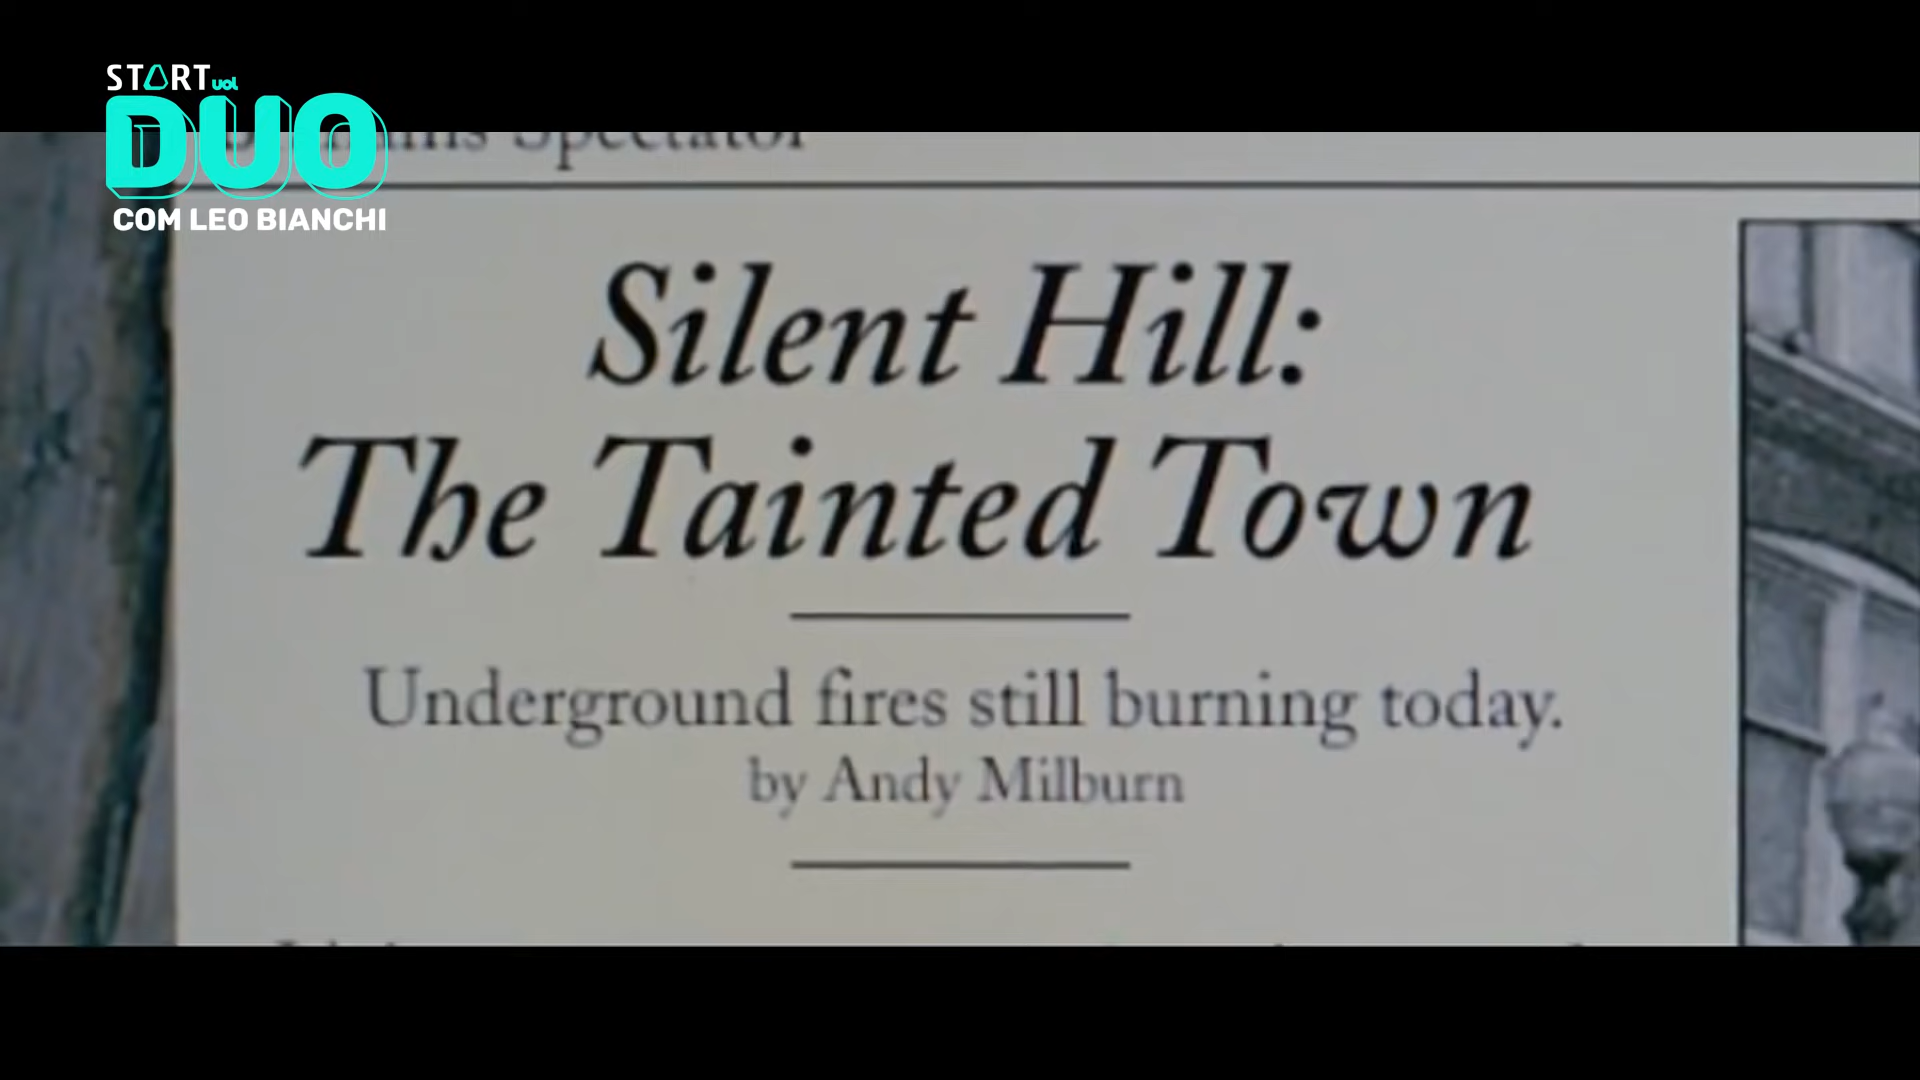 START uol
DUO
COM LEO BIANCHI
Spectator
Silent Hill:
The Tainted Town
Underground fires still burning today.
by Andy Milburn